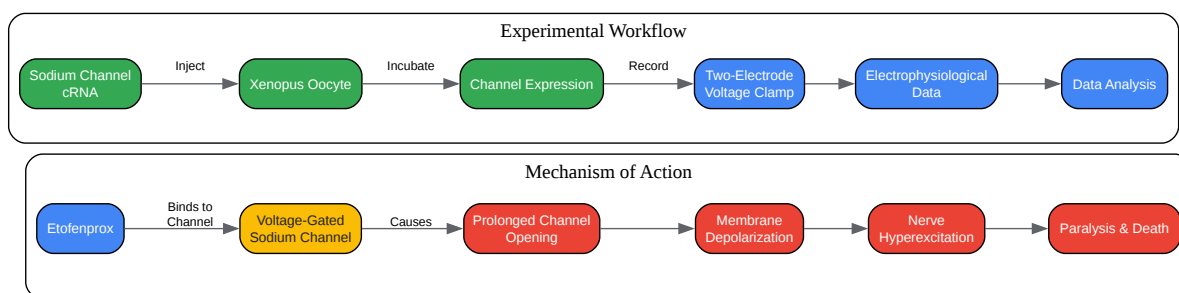 Experimental Workflow
Sodium Channel
cRNA
Inject
Xenopus Oocyte
Incubate
Channel Expression
Record
Two-Electrode
Voltage Clamp
Electrophysiological
Data
Data Analysis
Mechanism of Action
Etofenprox
Binds to
Channel
Voltage-Gated
Sodium Channel
Causes
Prolonged Channel
Opening
Membrane
Depolarization
Nerve
Hyperexcitation
Paralysis & Death